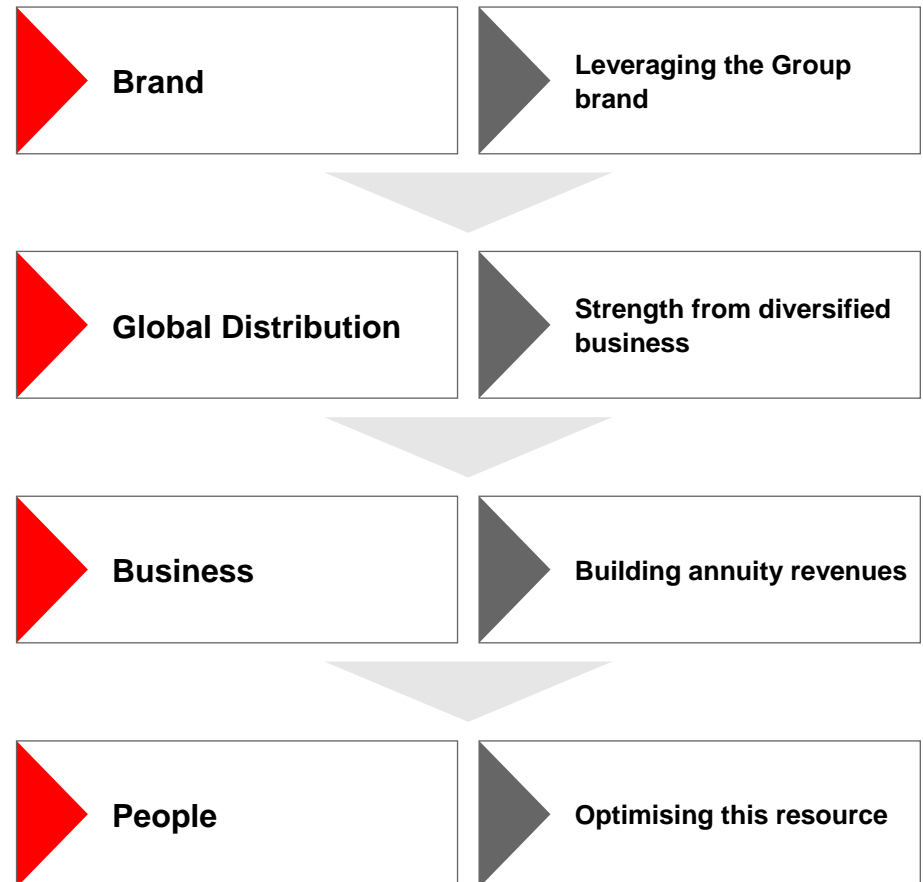 Brand
Leveraging the Group
brand
Global Distribution
Strength from diversified
business
Business
Building annuity revenues
People
Optimising this resource